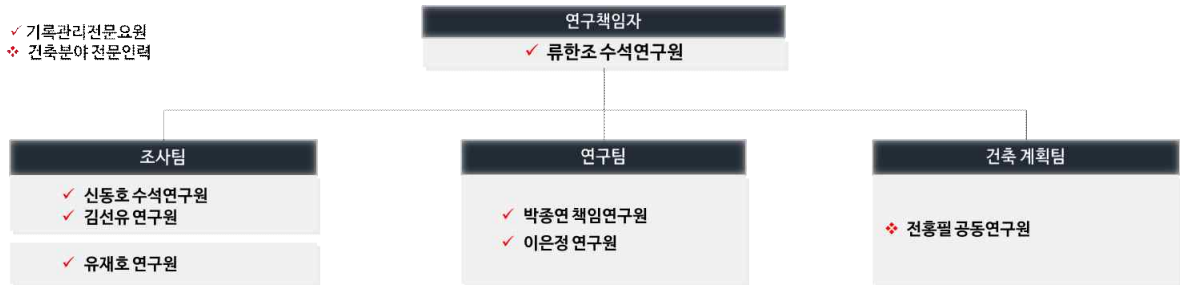 기록관리전문요원
건축분야 전문인력
연구책임자
류한조 수석연구원
조사팀
신동호 수석연구원
김선유 연구원
유재호 연구원
연구팀
박종연 책임연구원
이은정 연구원
건축 계획팀
전홍필 공동연구원